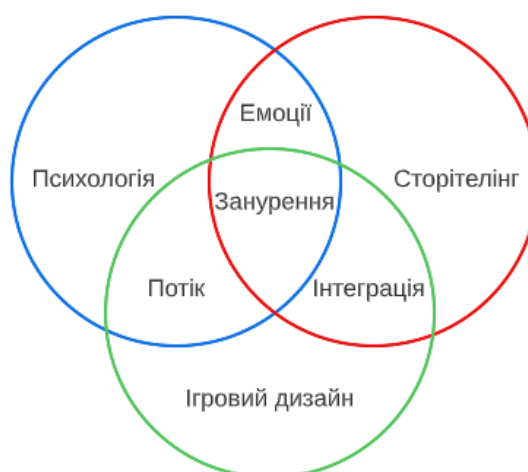 Емоції
Психологія
Сторітелінг
Занурення
Потік
Інтеграція
Ігровий дизайн